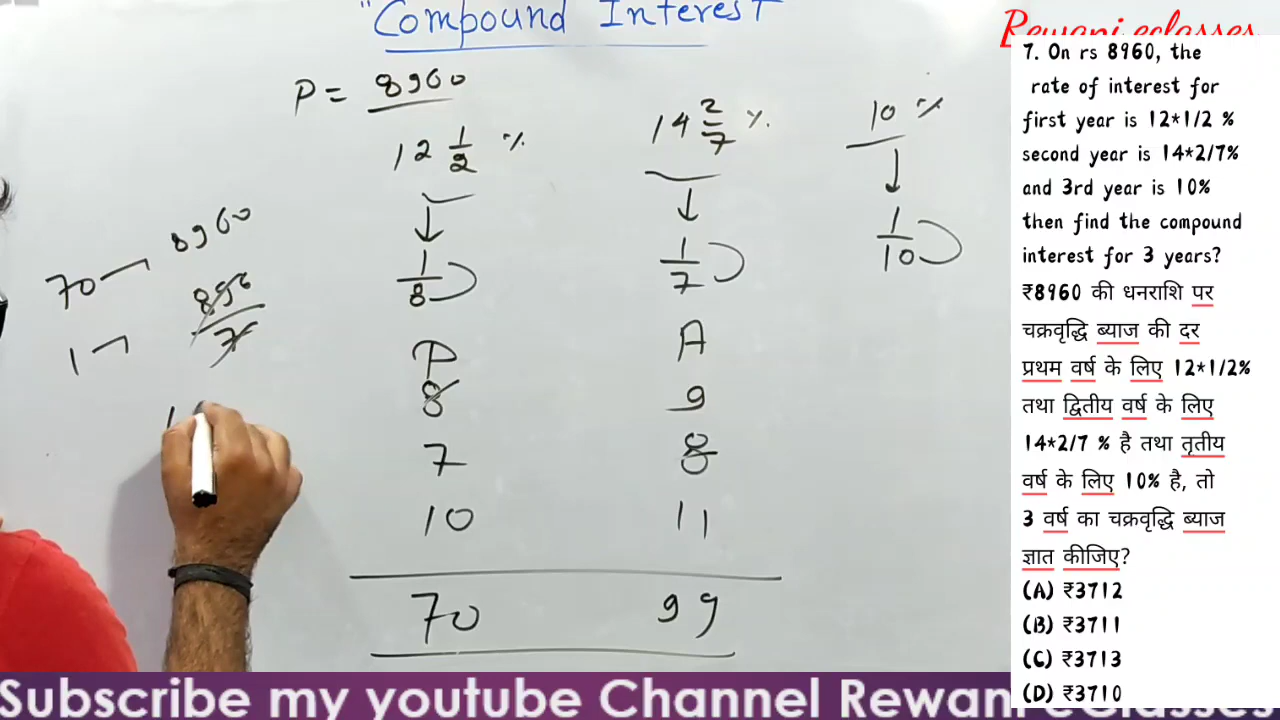 "Compound Interest
Rewani eclasses
P = 8960
12 1/2 %
14 2/7 %
10 %
1/8
1/7
1/10
70 8960
1 896/7
1
P A
8 9
7 8
10 11
70 99
7. On rs 8960, the
rate of interest for
first year is 12*1/2 %
second year is 14*2/7%
and 3rd year is 10%
then find the compound
interest for 3 years?
₹8960 की धनराशि पर
चक्रवृद्धि ब्याज की दर
प्रथम वर्ष के लिए 12*1/2%
तथा द्वितीय वर्ष के लिए
14*2/7 % है तथा तृतीय
वर्ष के लिए 10% है, तो
3 वर्ष का चक्रवृद्धि ब्याज
ज्ञात कीजिए?
(A) ₹3712
(B) ₹3711
(C) ₹3713
(D) ₹3710
Subscribe my youtube Channel Rewani eClasses